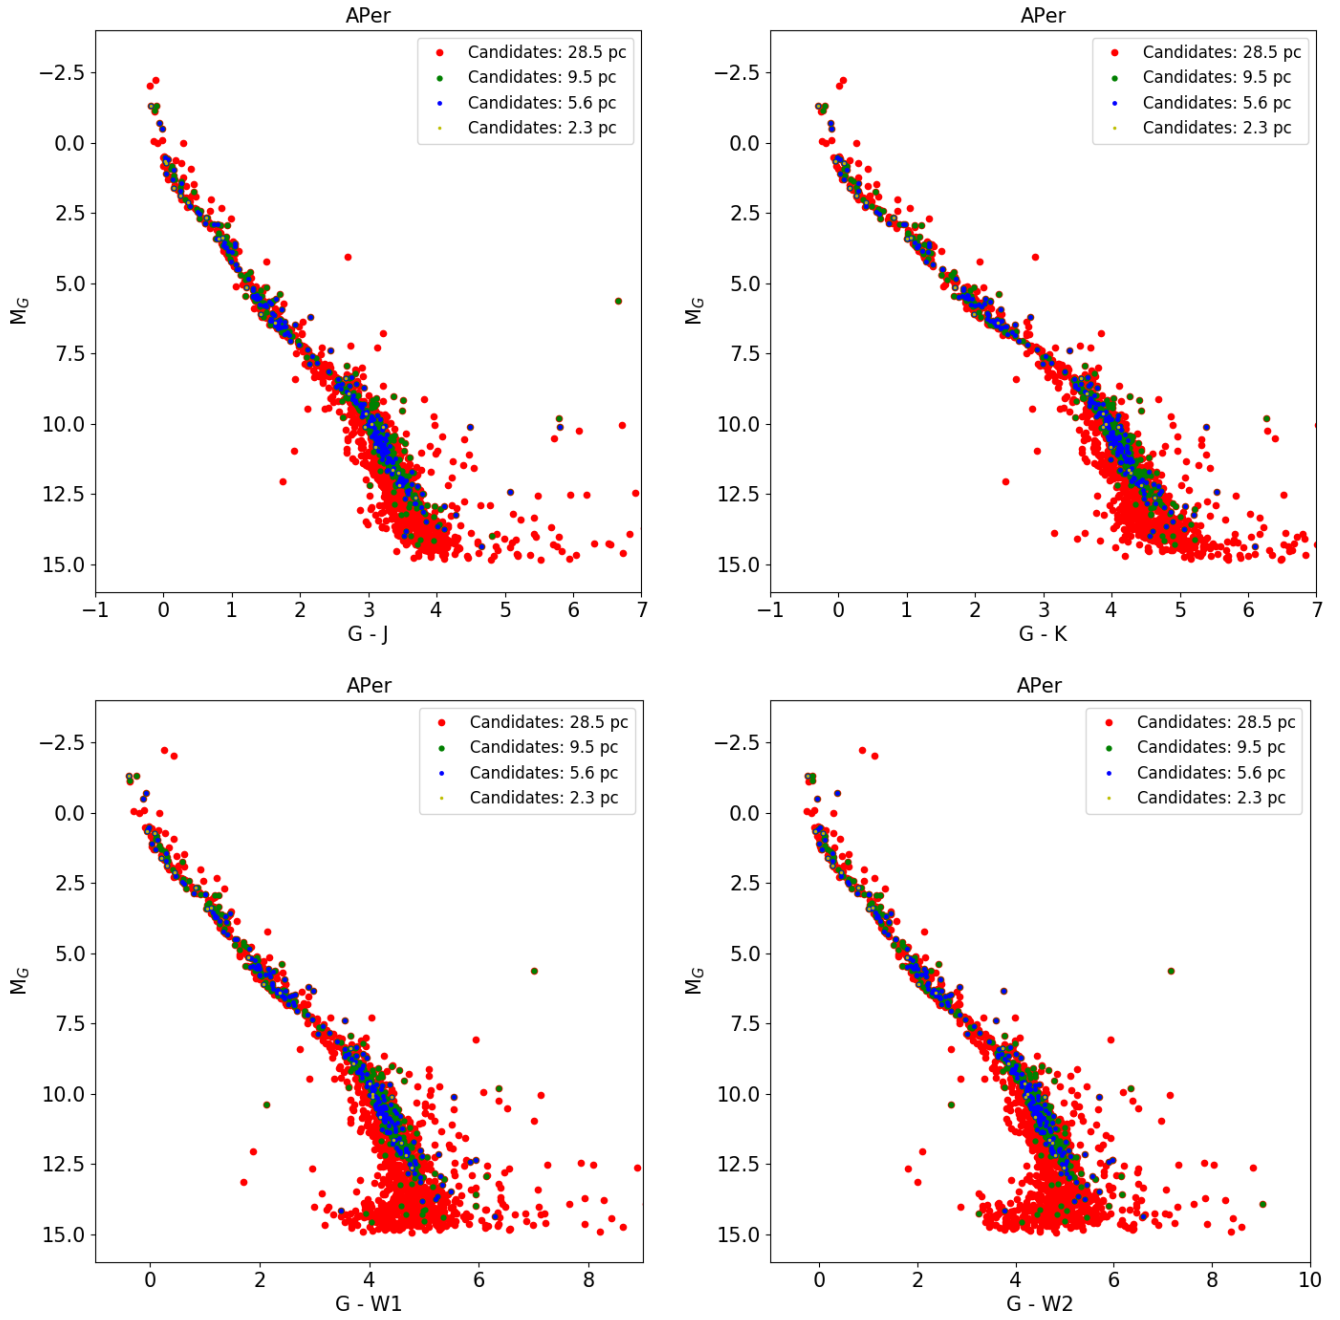 APer
Candidates: 28.5 pc
Candidates: 9.5 pc
Candidates: 5.6 pc
Candidates: 2.3 pc
−2.5
0.0
2.5
5.0
7.5
10.0
12.5
15.0
M_G
−1 0 1 2 3 4 5 6 7
G - J
APer
Candidates: 28.5 pc
Candidates: 9.5 pc
Candidates: 5.6 pc
Candidates: 2.3 pc
−2.5
0.0
2.5
5.0
7.5
10.0
12.5
15.0
M_G
−1 0 1 2 3 4 5 6 7
G - K
APer
Candidates: 28.5 pc
Candidates: 9.5 pc
Candidates: 5.6 pc
Candidates: 2.3 pc
−2.5
0.0
2.5
5.0
7.5
10.0
12.5
15.0
M_G
0 2 4 6 8
G - W1
APer
Candidates: 28.5 pc
Candidates: 9.5 pc
Candidates: 5.6 pc
Candidates: 2.3 pc
−2.5
0.0
2.5
5.0
7.5
10.0
12.5
15.0
M_G
0 2 4 6 8 10
G - W2